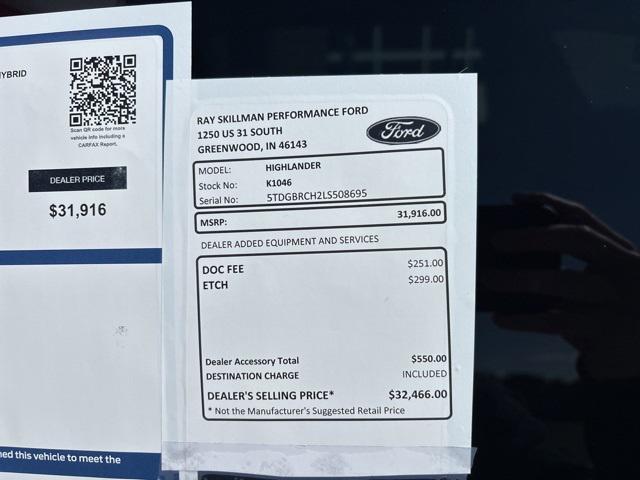 HYBRID
Scan QR code for more
vehicle info including a
CARFAX Report.
DEALER PRICE
$31,916
ned this vehicle to meet the
RAY SKILLMAN PERFORMANCE FORD
1250 US 31 SOUTH
GREENWOOD, IN 46143
Ford
MODEL: HIGHLANDER
Stock No: K1046
Serial No: 5TDGBRCH2LS508695
MSRP: 31,916.00
DEALER ADDED EQUIPMENT AND SERVICES
DOC FEE $251.00
ETCH $299.00
Dealer Accessory Total $550.00
DESTINATION CHARGE INCLUDED
DEALER'S SELLING PRICE* $32,466.00
* Not the Manufacturer's Suggested Retail Price